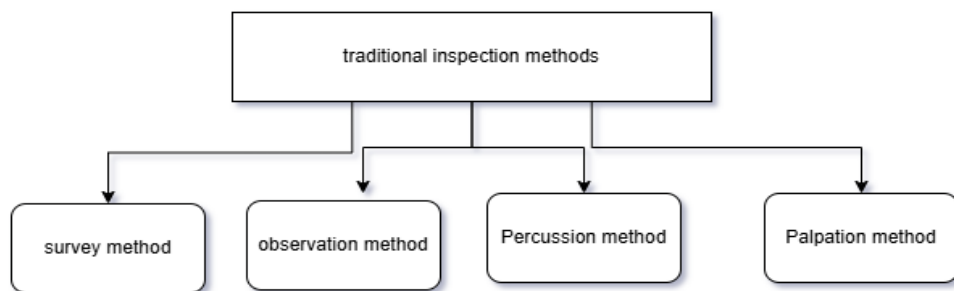 traditional inspection methods
survey method
observation method
Percussion method
Palpation method